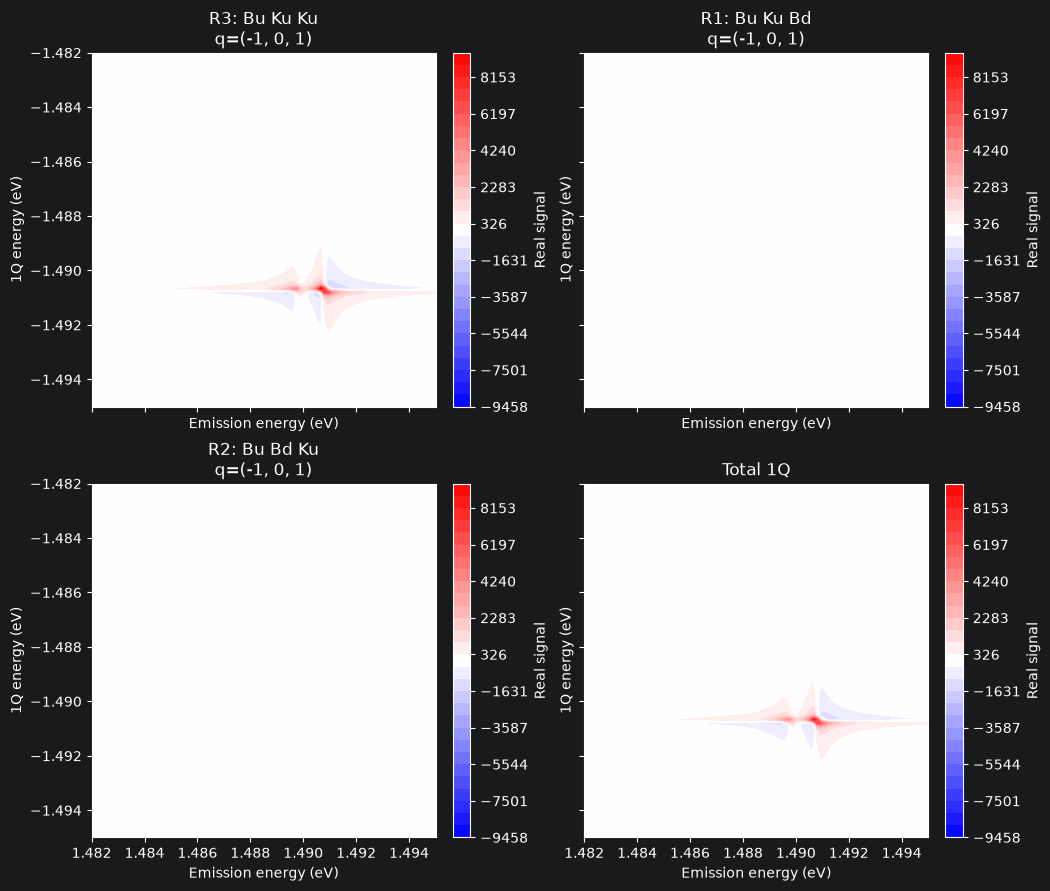 R3: Bu Ku Ku
q=(-1, 0, 1)
−1.482
−1.484
−1.486
−1.488
−1.490
−1.492
−1.494
1Q energy (eV)
Emission energy (eV)
8153
6197
4240
2283
326
−1631
−3587
−5544
−7501
−9458
Real signal
R1: Bu Ku Bd
q=(-1, 0, 1)
1Q energy (eV)
Emission energy (eV)
8153
6197
4240
2283
326
−1631
−3587
−5544
−7501
−9458
Real signal
R2: Bu Bd Ku
q=(-1, 0, 1)
−1.482
−1.484
−1.486
−1.488
−1.490
−1.492
−1.494
1Q energy (eV)
1.482 1.484 1.486 1.488 1.490 1.492 1.494
Emission energy (eV)
8153
6197
4240
2283
326
−1631
−3587
−5544
−7501
−9458
Real signal
Total 1Q
1Q energy (eV)
1.482 1.484 1.486 1.488 1.490 1.492 1.494
Emission energy (eV)
8153
6197
4240
2283
326
−1631
−3587
−5544
−7501
−9458
Real signal